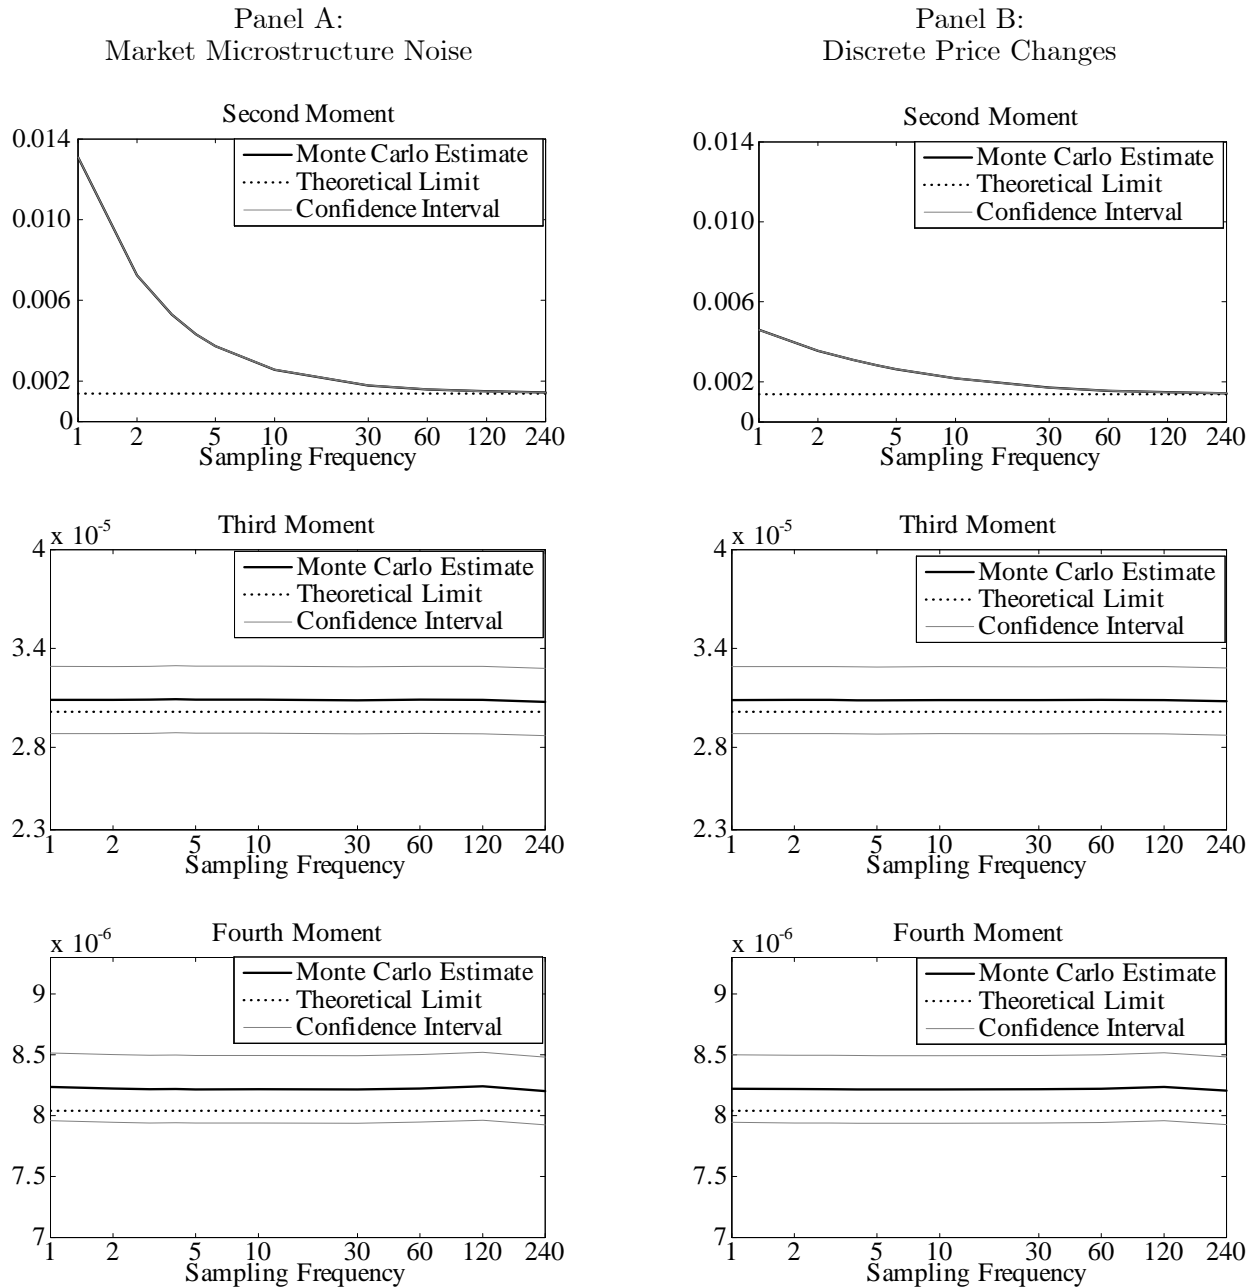 Panel A:
Market Microstructure Noise
Second Moment
0.014
0.010
0.006
0.002
0
Monte Carlo Estimate
Theoretical Limit
Confidence Interval
1 2 5 10 30 60 120 240
Sampling Frequency
Third Moment
x 10-5
4
3.4
2.8
2.3
Monte Carlo Estimate
Theoretical Limit
Confidence Interval
1 2 5 10 30 60 120 240
Sampling Frequency
Fourth Moment
x 10-6
9
8.5
8
7.5
7
Monte Carlo Estimate
Theoretical Limit
Confidence Interval
1 2 5 10 30 60 120 240
Sampling Frequency
Panel B:
Discrete Price Changes
Second Moment
0.014
0.010
0.006
0.002
0
Monte Carlo Estimate
Theoretical Limit
Confidence Interval
1 2 5 10 30 60 120 240
Sampling Frequency
Third Moment
x 10-5
4
3.4
2.8
2.3
Monte Carlo Estimate
Theoretical Limit
Confidence Interval
1 2 5 10 30 60 120 240
Sampling Frequency
Fourth Moment
x 10-6
9
8.5
8
7.5
7
Monte Carlo Estimate
Theoretical Limit
Confidence Interval
1 2 5 10 30 60 120 240
Sampling Frequency